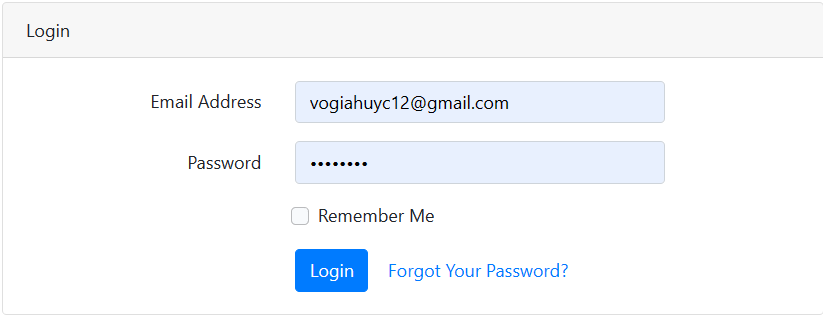 Login
Email Address vogiahuyc12@gmail.com
Password ••••••••
Remember Me
Login Forgot Your Password?